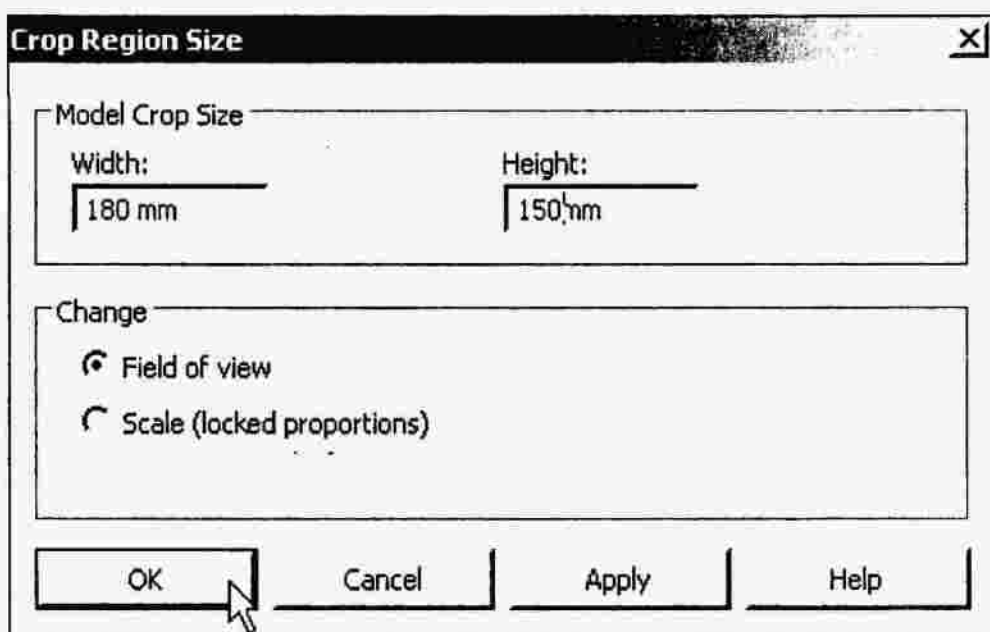 Crop Region Size
Model Crop Size
Width: Height:
180 mm 150 mm
Change
Field of view
Scale (locked proportions)
OK Cancel Apply Help